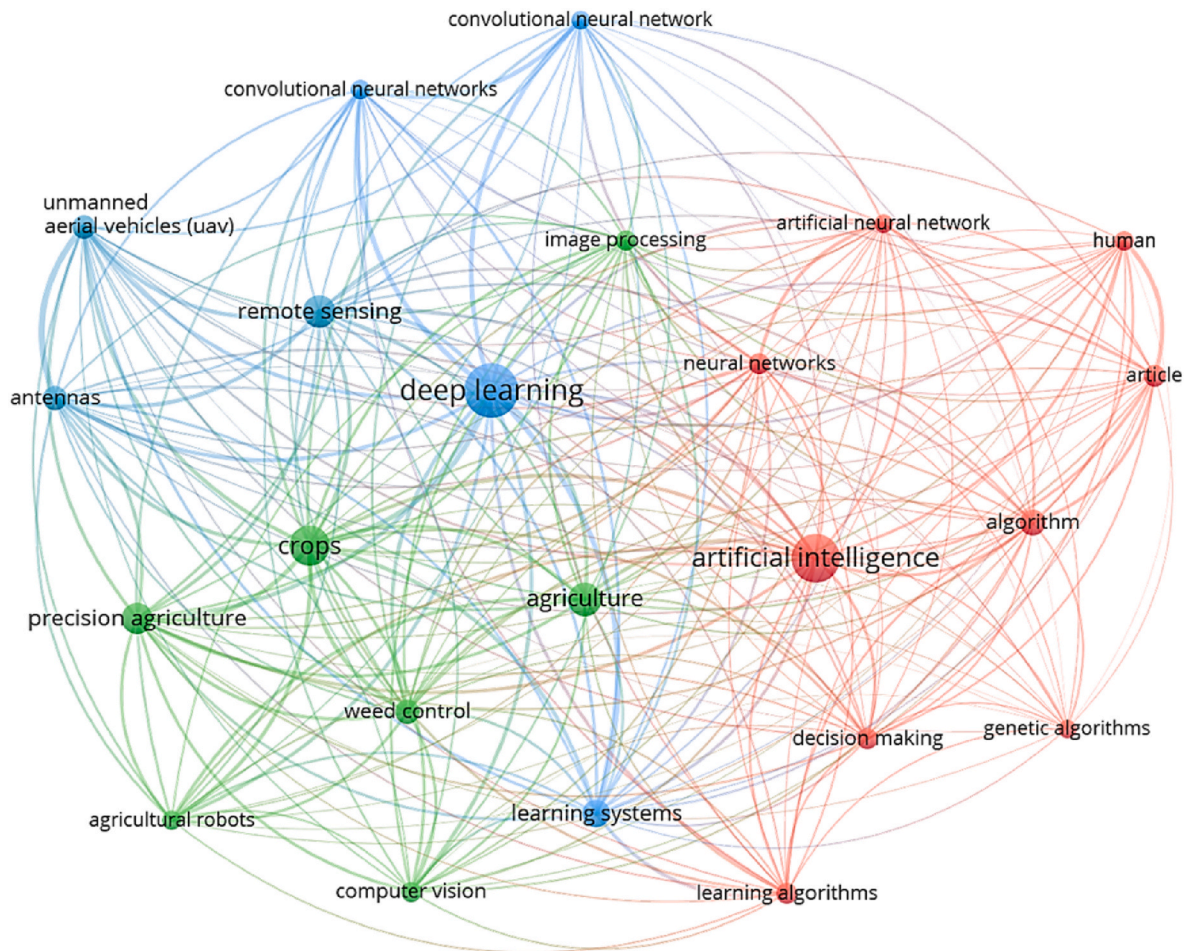 convolutional neural network
convolutional neural networks
unmanned
aerial vehicles (uav)
image processing
artificial neural network
human
remote sensing
neural networks
deep learning
article
antennas
algorithm
crops
artificial intelligence
agriculture
precision agriculture
weed control
decision making
genetic algorithms
learning systems
agricultural robots
computer vision
learning algorithms